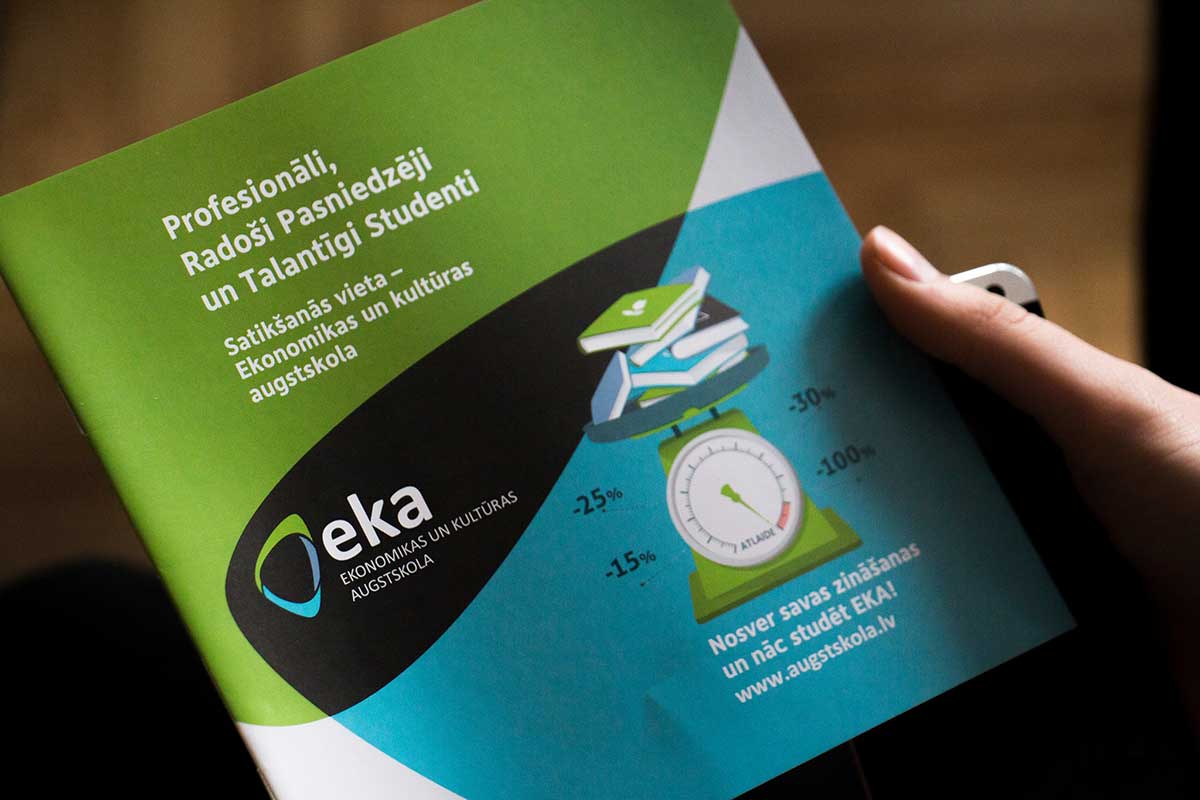 Profesionāli,
Radoši Pasniedzēji
un Talantīgi Studenti
Satikšanās vieta –
Ekonomikas un kultūras
augstskola
eka
EKONOMIKAS UN KULTŪRAS
AUGSTSKOLA
-25%
-15%
-30%
-100%
ATLAIDE
Nosver savas zināšanas
un nāc studēt EKA!
www.augstskola.lv